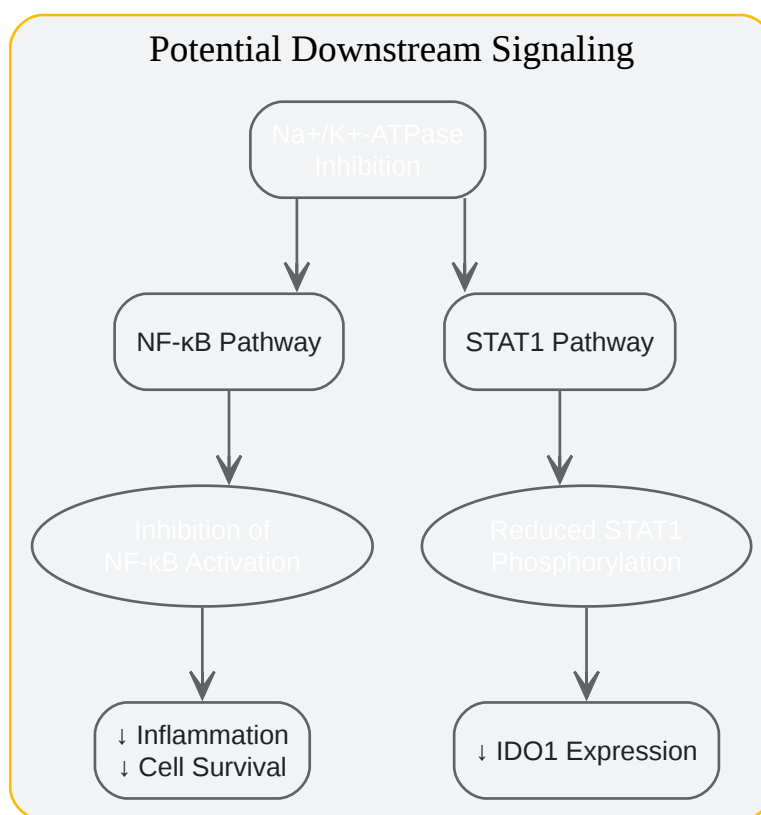 Potential Downstream Signaling
Na+/K+-ATPase
Inhibition
NF-κB Pathway
STAT1 Pathway
Inhibition of
NF-κB Activation
Reduced STAT1
Phosphorylation
↓ Inflammation
↓ Cell Survival
↓ IDO1 Expression